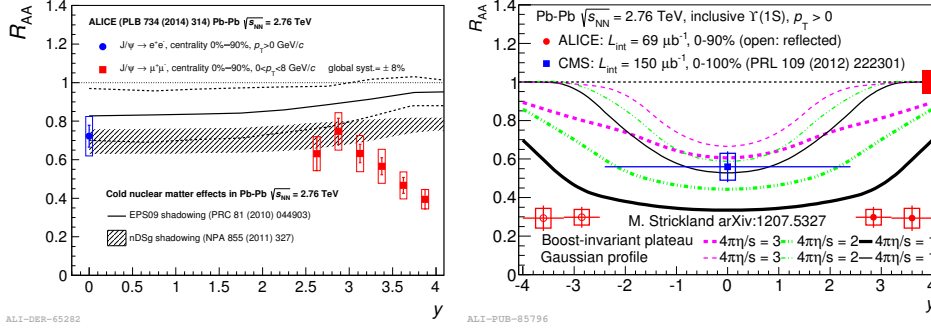 R_AA
ALICE (PLB 734 (2014) 314) Pb-Pb √s_NN = 2.76 TeV
J/ψ → e⁺e⁻, centrality 0%−90%, p_T>0 GeV/c
J/ψ → μ⁺μ⁻, centrality 0%−90%, 0<p_T<8 GeV/c global syst.= ± 8%
Cold nuclear matter effects in Pb-Pb √s_NN = 2.76 TeV
EPS09 shadowing (PRC 81 (2010) 044903)
nDSg shadowing (NPA 855 (2011) 327)
1.4
1.2
1
0.8
0.6
0.4
0.2
0
0 0.5 1 1.5 2 2.5 3 3.5 4
y
ALI-DER-65282
R_AA
Pb-Pb √s_NN = 2.76 TeV, inclusive ϒ(1S), p_T > 0
ALICE: L_int = 69 μb⁻¹, 0-90% (open: reflected)
CMS: L_int = 150 μb⁻¹, 0-100% (PRL 109 (2012) 222301)
M. Strickland arXiv:1207.5327
Boost-invariant plateau 4πη/s = 3 4πη/s = 2 4πη/s = 1
Gaussian profile 4πη/s = 3 4πη/s = 2 4πη/s = 1
1.4
1.2
1
0.8
0.6
0.4
0.2
0
-4 -3 -2 -1 0 1 2 3 4
y
ALI-PUB-85796